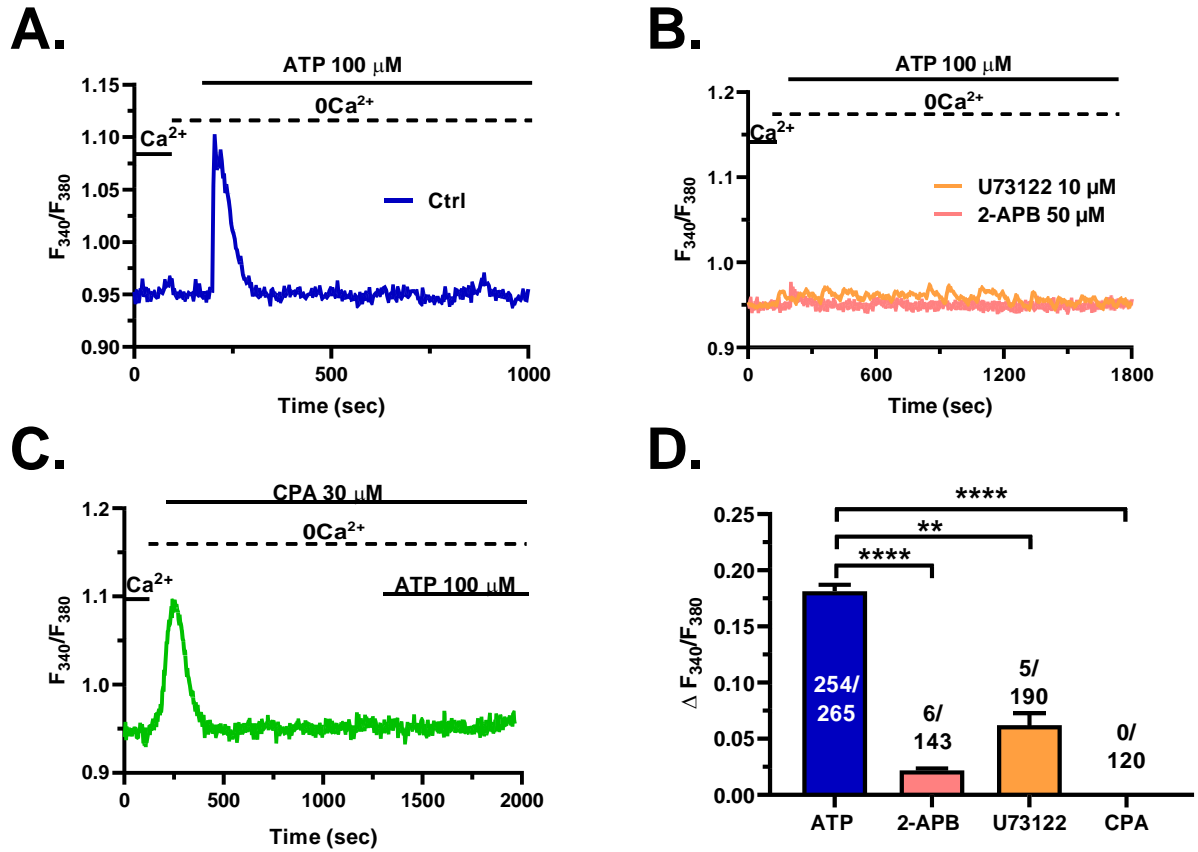 A.
ATP 100 μM
0Ca²⁺
Ca²⁺
Ctrl
F₃₄₀/F₃₈₀
1.15
1.10
1.05
1.00
0.95
0.90
0
500
1000
Time (sec)
B.
ATP 100 μM
0Ca²⁺
Ca²⁺
U73122 10 μM
2-APB 50 μM
F₃₄₀/F₃₈₀
1.2
1.1
1.0
0.9
0
600
1200
1800
Time (sec)
C.
CPA 30 μM
0Ca²⁺
Ca²⁺
ATP 100 μM
F₃₄₀/F₃₈₀
1.2
1.1
1.0
0.9
0
500
1000
1500
2000
Time (sec)
D.
****
**
****
Δ F₃₄₀/F₃₈₀
0.25
0.20
0.15
0.10
0.05
0.00
254/
265
6/
143
5/
190
0/
120
ATP
2-APB
U73122
CPA